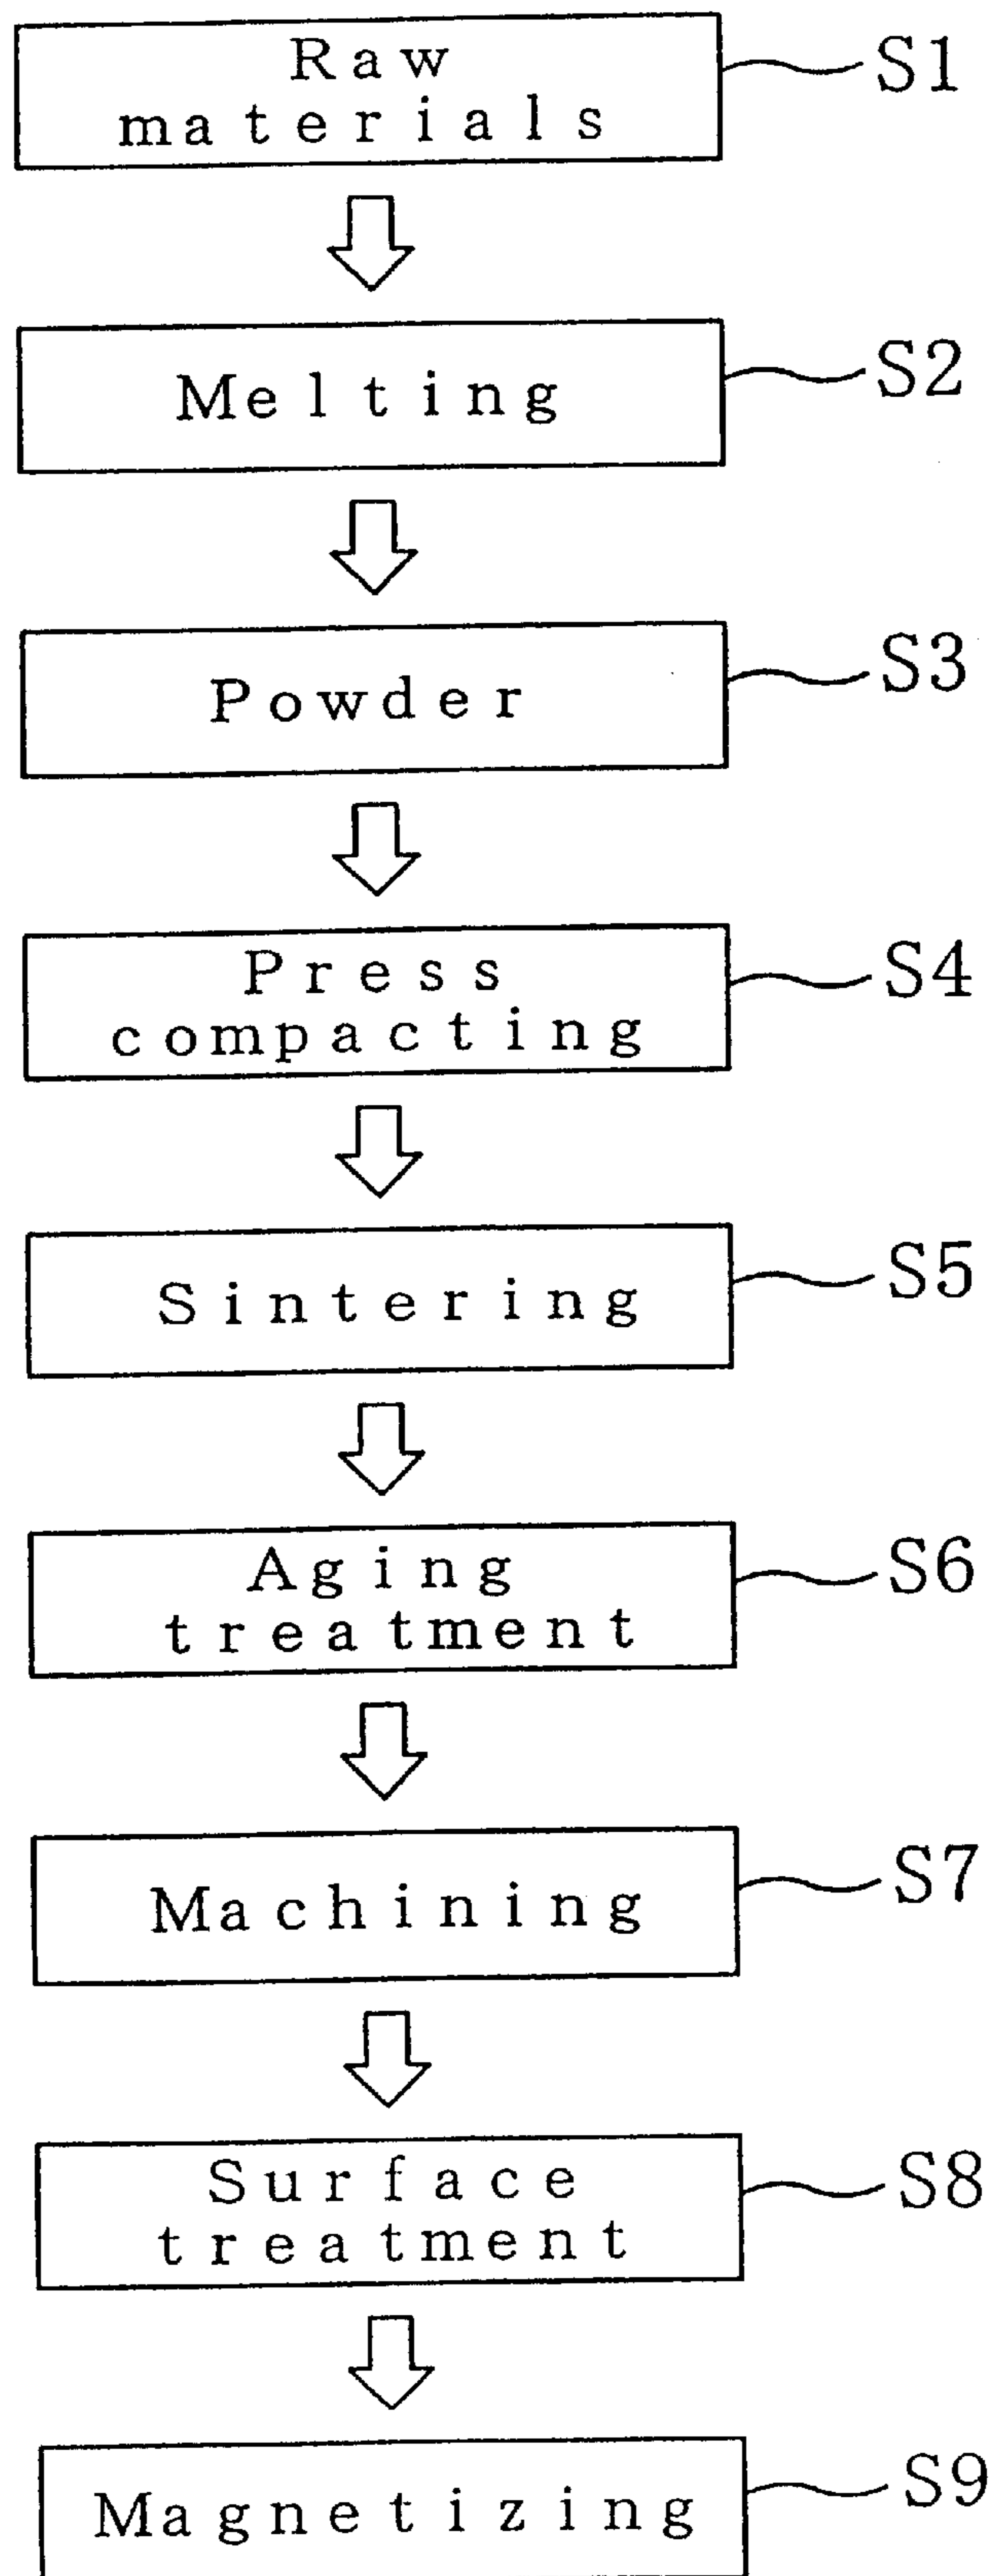 Raw
materials
S1
Melting
S2
Powder
S3
Press
compacting
S4
Sintering
S5
Aging
treatment
S6
Machining
S7
Surface
treatment
S8
Magnetizing
S9